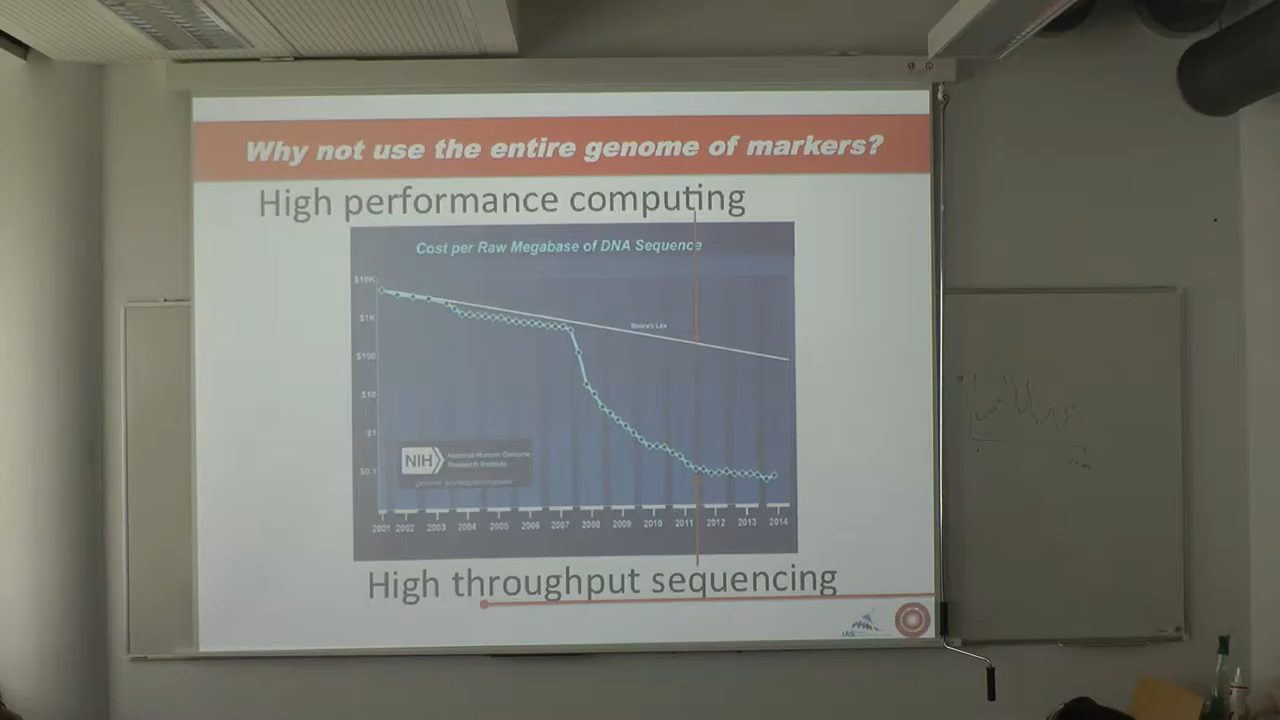 Why not use the entire genome of markers?
High performance computing
Cost per Raw Megabase of DNA Sequence
$10K
$1K
$100
$10
$1
$0.1
Moore's Law
NIH
National Human Genome
Research Institute
2001 2002 2003 2004 2005 2006 2007 2008 2009 2010 2011 2012 2013 2014
High throughput sequencing
IAS